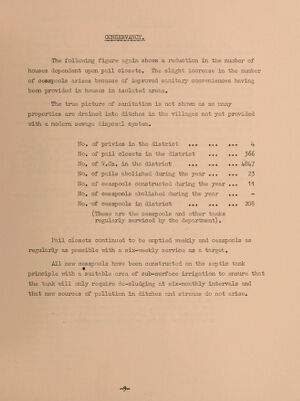 CONSERVANCY.
The following figure again shows a reduction in the number of
houses dependent upon pail closets. The slight increase in the number
of cesspools arises because of improved sanitary conveniences having
been provided in houses in isolated areas.
The true picture of sanitation is not shown as so many
properties are drained into ditches in the villages not yet provided
with a modern sewage disposal system.
No. of privies in the district ... ... ... 4
No. of pail closets in the district ... ... 366
No. of W.Cs. in the district ... ... ... 4847
No. of pails abolished during the year ... ... 23
No. of cesspools constructed during the year ... 11
No. of cesspools abolished during the year ... -
No. of cesspools in district ... ... ... 208
(These are the cesspools and other tanks
regularly serviced by the department).
Pail closets continued to be emptied weekly and cesspools as
regularly as possible with a six-weekly service as a target.
All new cesspools have been constructed on the septic tank
principle with a suitable area of sub-surface irrigation to ensure that
the tank will only require de-sludging at six-monthly intervals and
that new sources of pollution in ditches and streams do not arise.
-9-